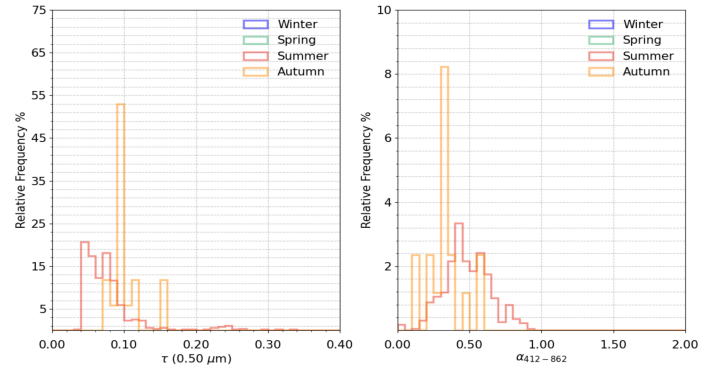 75
65
55
45
35
25
15
5
Relative Frequency %
Winter
Spring
Summer
Autumn
0.00
0.10
0.20
0.30
0.40
τ (0.50 μm)
10
8
6
4
2
0
Relative Frequency %
Winter
Spring
Summer
Autumn
0.00
0.50
1.00
1.50
2.00
α412−862